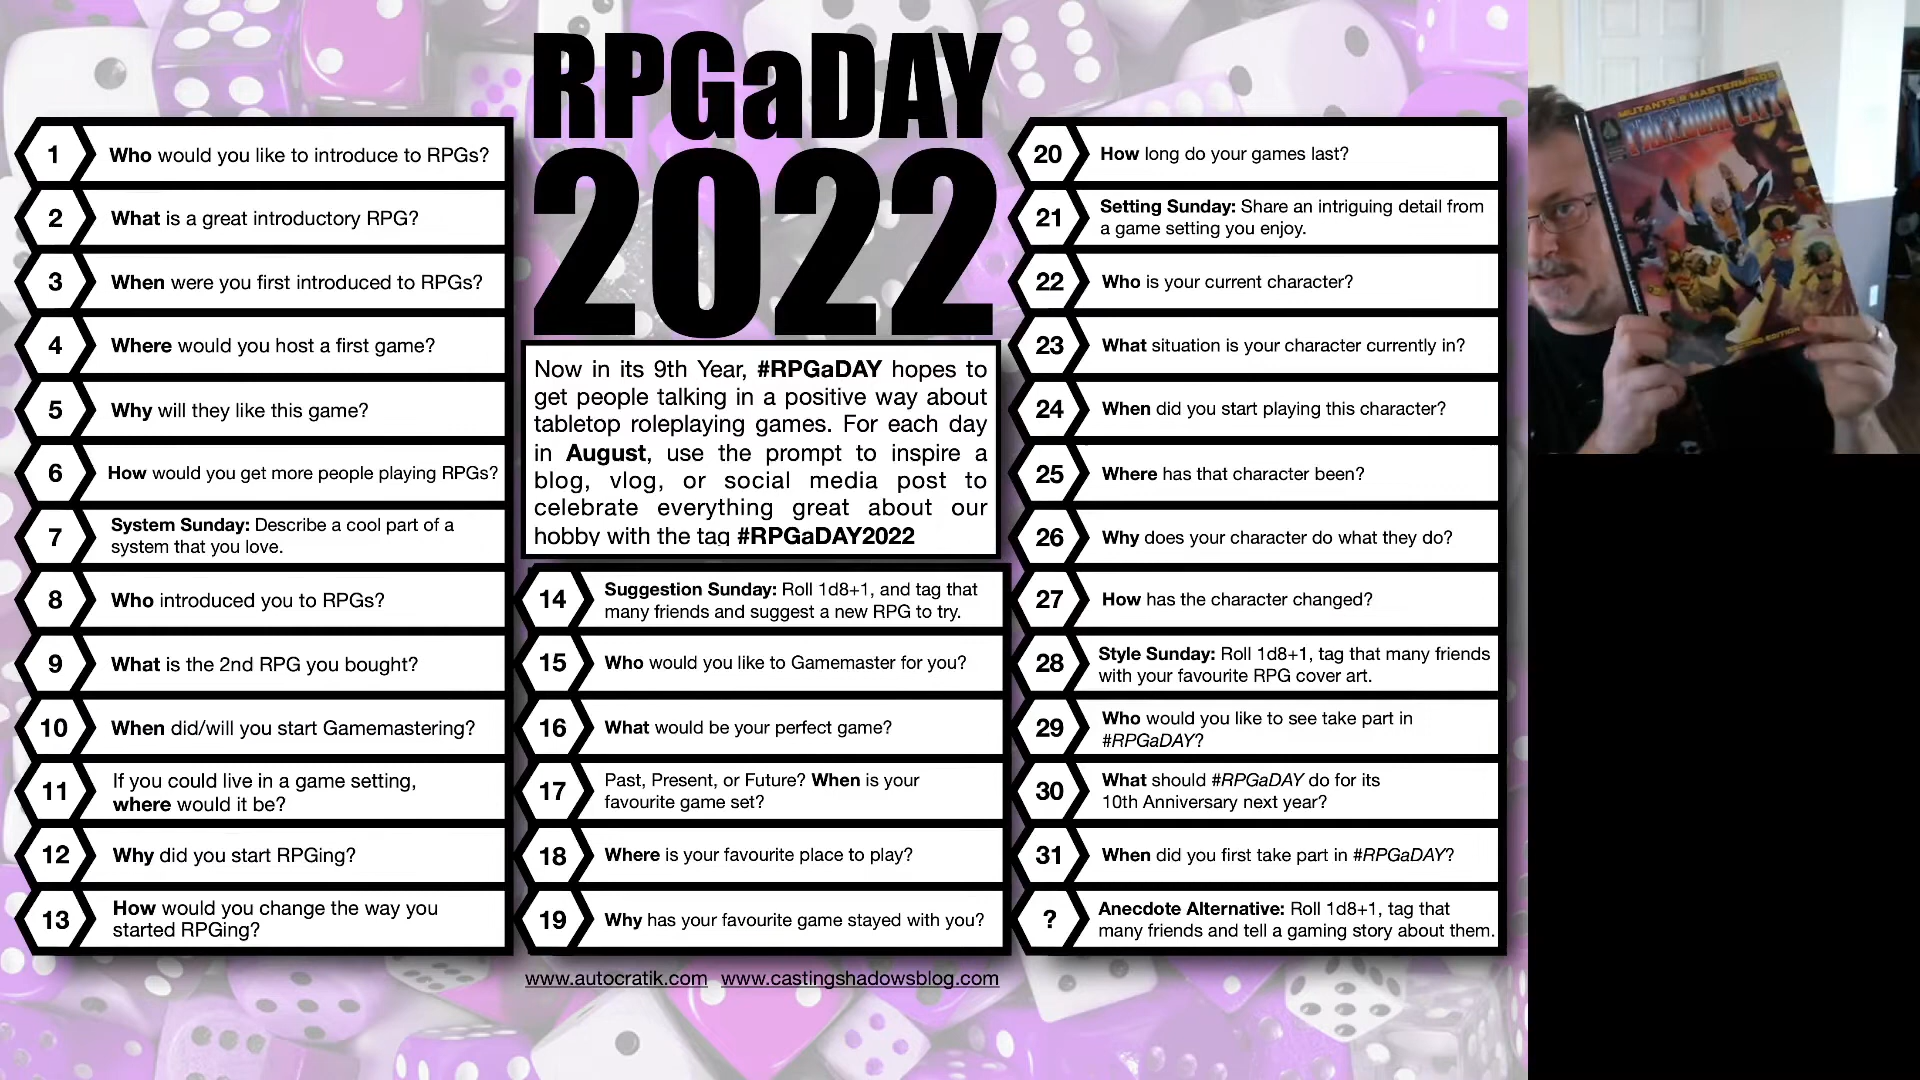 RPGaDAY
2022
1
Who would you like to introduce to RPGs?
2
What is a great introductory RPG?
3
When were you first introduced to RPGs?
4
Where would you host a first game?
5
Why will they like this game?
6
How would you get more people playing RPGs?
7
System Sunday: Describe a cool part of a
system that you love.
8
Who introduced you to RPGs?
9
What is the 2nd RPG you bought?
10
When did/will you start Gamemastering?
11
If you could live in a game setting,
where would it be?
12
Why did you start RPGing?
13
How would you change the way you
started RPGing?
Now in its 9th Year, #RPGaDAY hopes to
get people talking in a positive way about
tabletop roleplaying games. For each day
in August, use the prompt to inspire a
blog, vlog, or social media post to
celebrate everything great about our
hobby with the tag #RPGaDAY2022
14
Suggestion Sunday: Roll 1d8+1, and tag that
many friends and suggest a new RPG to try.
15
Who would you like to Gamemaster for you?
16
What would be your perfect game?
17
Past, Present, or Future? When is your
favourite game set?
18
Where is your favourite place to play?
19
Why has your favourite game stayed with you?
www.autocratik.com www.castingshadowsblog.com
20
How long do your games last?
21
Setting Sunday: Share an intriguing detail from
a game setting you enjoy.
22
Who is your current character?
23
What situation is your character currently in?
24
When did you start playing this character?
25
Where has that character been?
26
Why does your character do what they do?
27
How has the character changed?
28
Style Sunday: Roll 1d8+1, tag that many friends
with your favourite RPG cover art.
29
Who would you like to see take part in
#RPGaDAY?
30
What should #RPGaDAY do for its
10th Anniversary next year?
31
When did you first take part in #RPGaDAY?
?
Anecdote Alternative: Roll 1d8+1, tag that
many friends and tell a gaming story about them.
MUTANTS & MASTERMINDS
FREEDOM CITY
SECOND EDITION